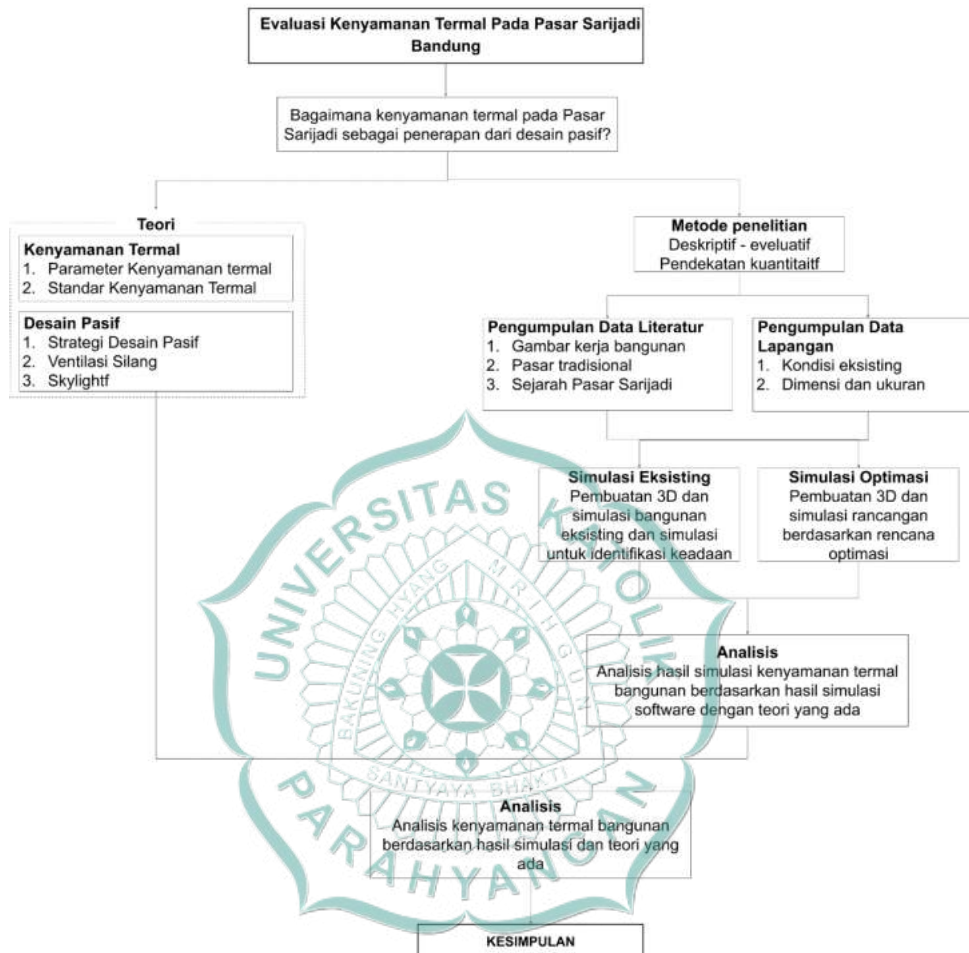 Evaluasi Kenyamanan Termal Pada Pasar Sarijadi
Bandung
Bagaimana kenyamanan termal pada Pasar
Sarijadi sebagai penerapan dari desain pasif?
Teori
Kenyamanan Termal
1. Parameter Kenyamanan termal
2. Standar Kenyamanan Termal
Desain Pasif
1. Strategi Desain Pasif
2. Ventilasi Silang
3. Skylightf
Metode penelitian
Deskriptif - eveluatif
Pendekatan kuantitaitf
Pengumpulan Data Literatur
1. Gambar kerja bangunan
2. Pasar tradisional
3. Sejarah Pasar Sarijadi
Pengumpulan Data
Lapangan
1. Kondisi eksisting
2. Dimensi dan ukuran
Simulasi Eksisting
Pembuatan 3D dan
simulasi bangunan
eksisting dan simulasi
untuk identifikasi keadaan
Simulasi Optimasi
Pembuatan 3D dan
simulasi rancangan
berdasarkan rencana
optimasi
Analisis
Analisis hasil simulasi kenyamanan termal
bangunan berdasarkan hasil simulasi
software dengan teori yang ada
Analisis
Analisis kenyamanan termal bangunan
berdasarkan hasil simulasi dan teori yang
ada
KESIMPULAN
UNIVERSITAS KATOLIK
PARAHYANGAN
BAKUNING HYANG MRIH GUNA
SANTYAYA BHAKTI